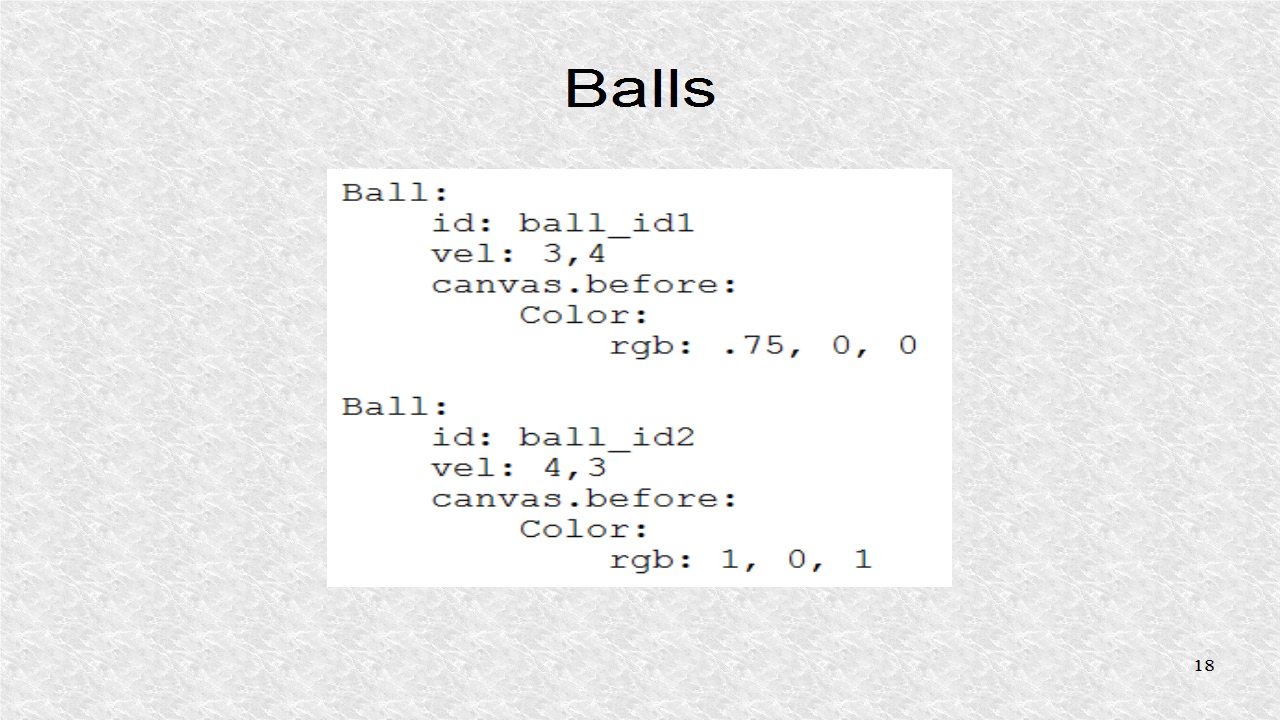 Balls
Ball:
id: ball_id1
vel: 3,4
canvas.before:
Color:
rgb: .75, 0, 0
Ball:
id: ball_id2
vel: 4,3
canvas.before:
Color:
rgb: 1, 0, 1
18